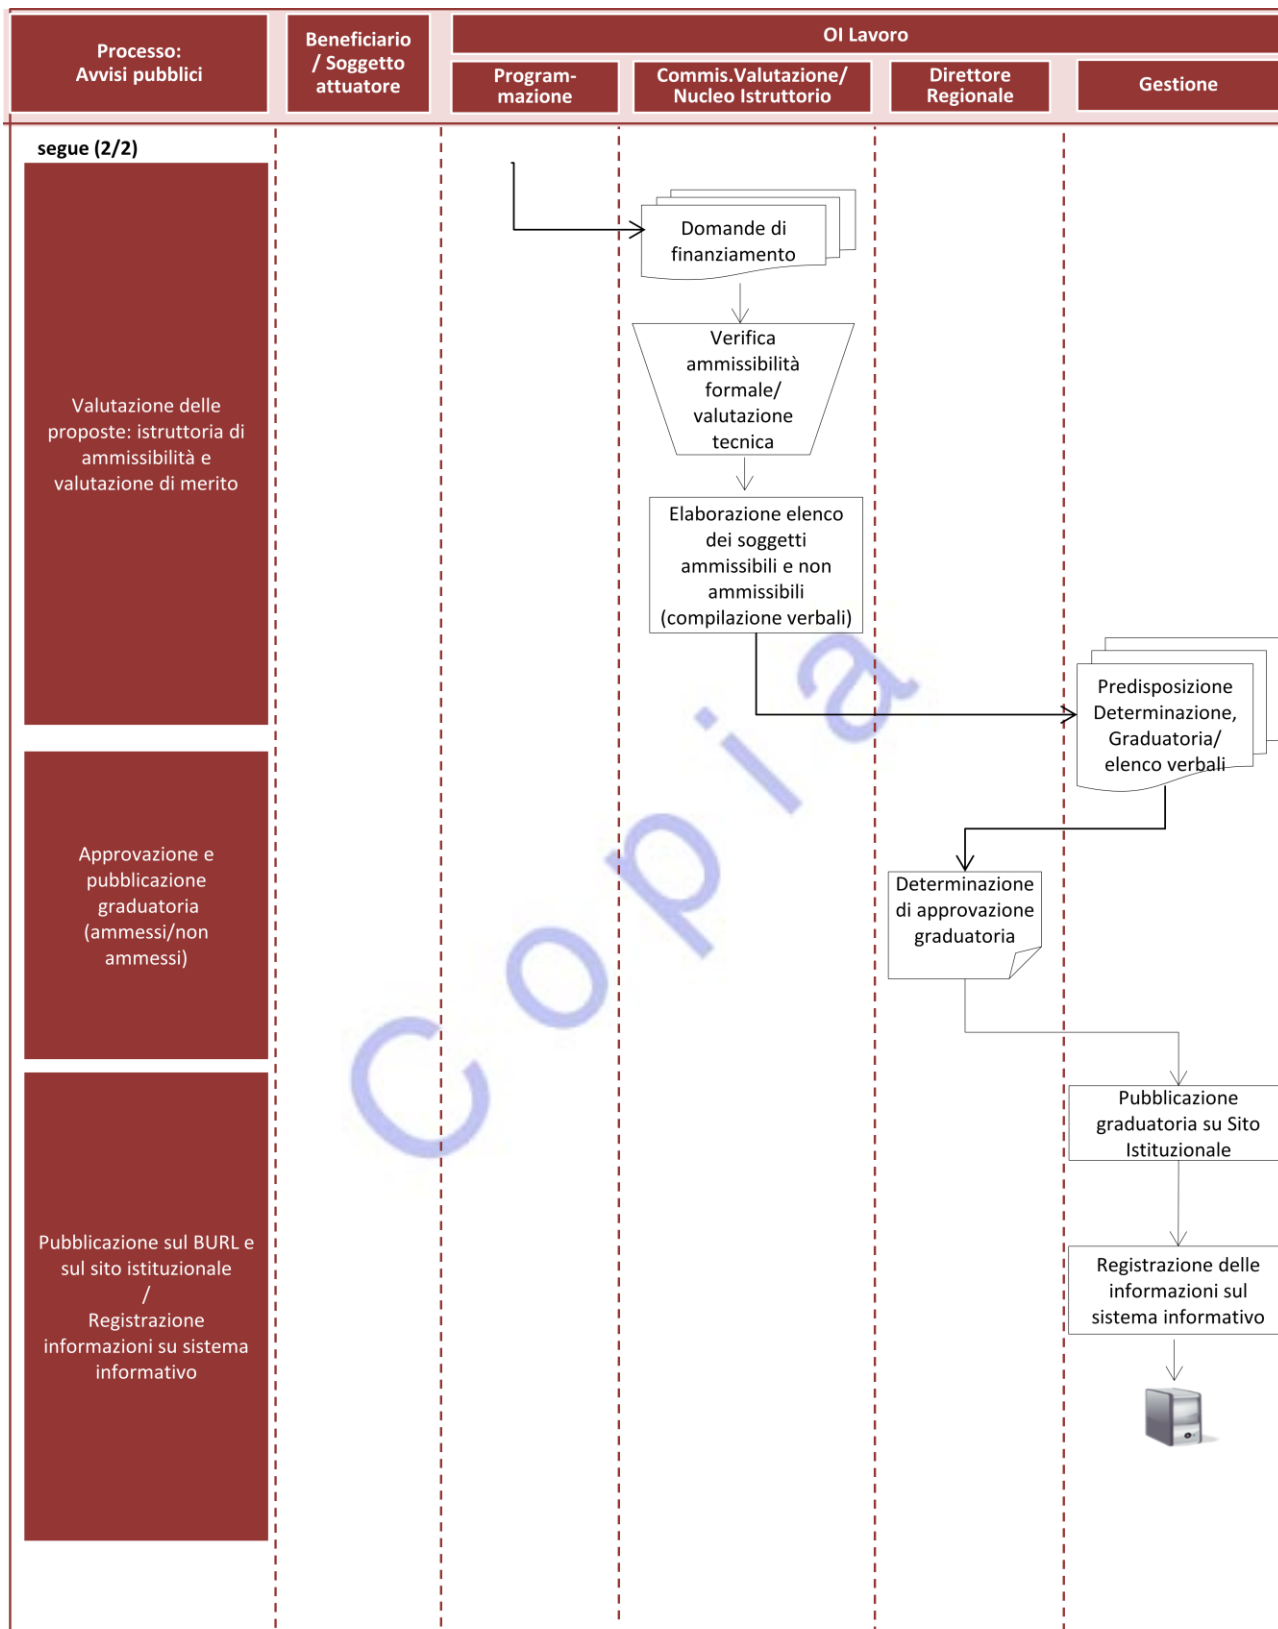 Processo:
Avvisi pubblici
Beneficiario
/ Soggetto
attuatore
OI Lavoro
Program-
mazione
Commis.Valutazione/
Nucleo Istruttorio
Direttore
Regionale
Gestione
segue (2/2)
Valutazione delle
proposte: istruttoria di
ammissibilità e
valutazione di merito
Domande di
finanziamento
Verifica
ammissibilità
formale/
valutazione
tecnica
Elaborazione elenco
dei soggetti
ammissibili e non
ammissibili
(compilazione verbali)
Predisposizione
Determinazione,
Graduatoria/
elenco verbali
Approvazione e
pubblicazione
graduatoria
(ammessi/non
ammessi)
Determinazione
di approvazione
graduatoria
Pubblicazione sul BURL e
sul sito istituzionale
/
Registrazione
informazioni su sistema
informativo
Pubblicazione
graduatoria su Sito
Istituzionale
Registrazione delle
informazioni sul
sistema informativo
Copia